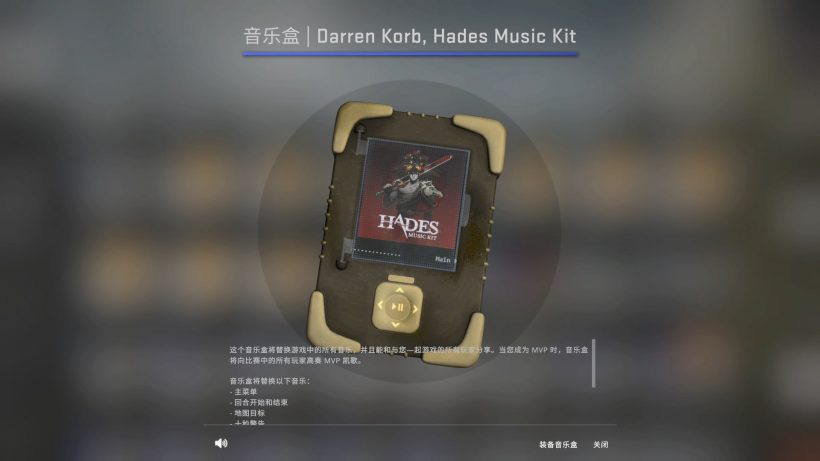 音乐盒 | Darren Korb, Hades Music Kit
HADES
MUSIC KIT
Main
这个音乐盒将替换游戏中的所有音乐，并且能和与您一起游戏的所有玩家分享。当您成为 MVP 时，音乐盒
将向比赛中的所有玩家高奏 MVP 凯歌。
音乐盒将替换以下音乐：
- 主菜单
- 回合开始和结束
- 地图目标
- 十秒警告
装备音乐盒
关闭